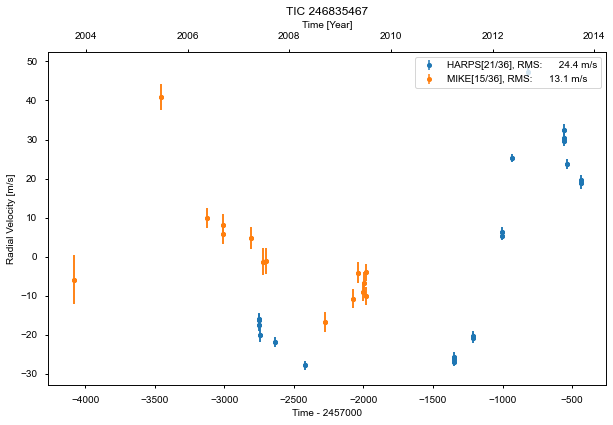 TIC 246835467
Time [Year]
2004 2006 2008 2010 2012 2014
HARPS[21/36], RMS: 24.4 m/s
MIKE[15/36], RMS: 13.1 m/s
Radial Velocity [m/s]
50
40
30
20
10
0
−10
−20
−30
−4000 −3500 −3000 −2500 −2000 −1500 −1000 −500
Time - 2457000